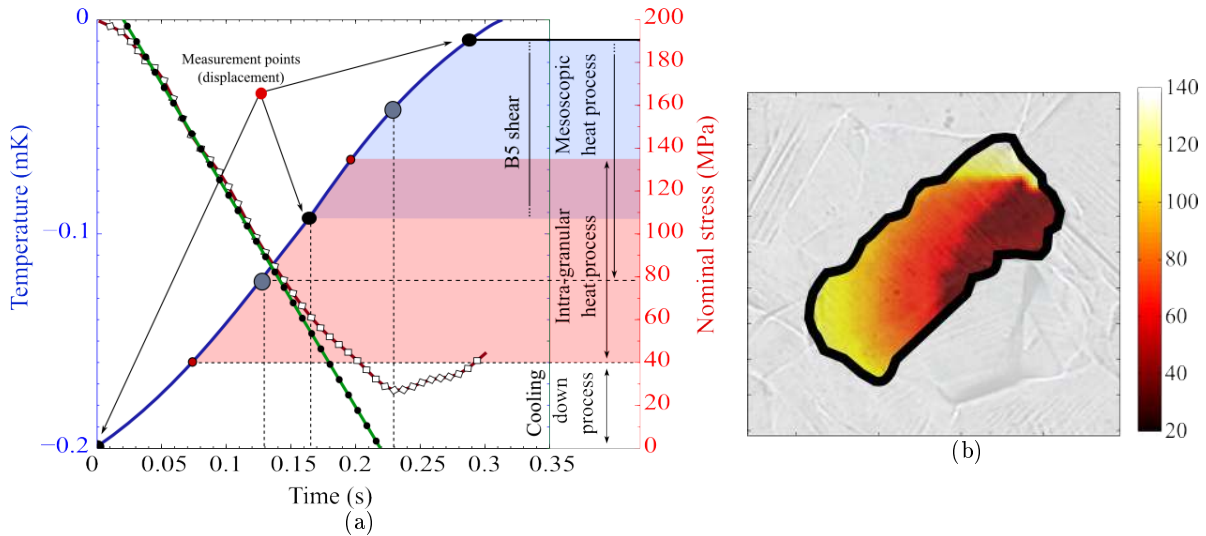 0
200
180
160
140
120
100
80
60
40
20
0
−0.1
−0.2
Temperature (mK)
Nominal stress (MPa)
Measurement points
(displacement)
B5 shear
Mesoscopic
heat process
Intra-granular
heat process
Cooling
down
process
0
0.05
0.1
0.15
0.2
0.25
0.3
0.35
Time (s)
(a)
140
120
100
80
60
40
20
(b)